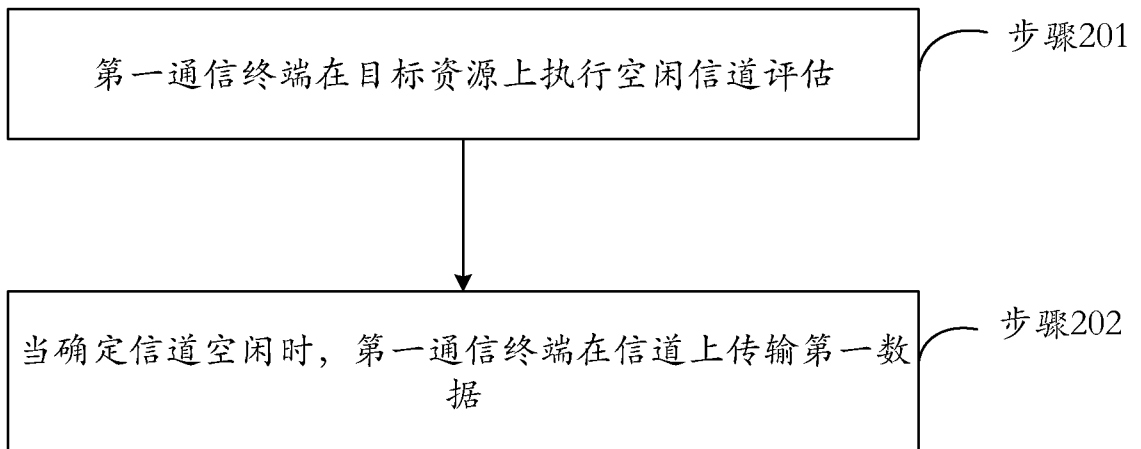 步骤201
第一通信终端在目标资源上执行空闲信道评估
步骤202
当确定信道空闲时，第一通信终端在信道上传输第一数
据